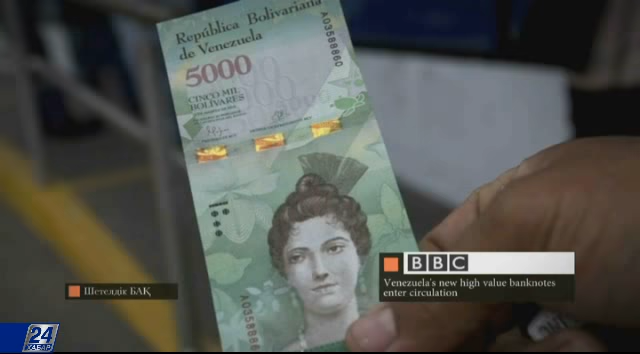 República Bolivariana
de Venezuela
5000
CINCO MIL
BOLÍVARES
A03588860
A03588860
BBC
Venezuela's new high value banknotes
enter circulation
Шетелдік БАҚ
24
ХАБАР